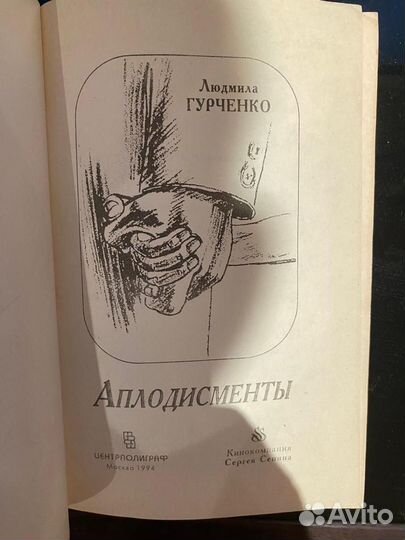 Людмила
ГУРЧЕНКО
АПЛОДИСМЕНТЫ
ЦЕНТРПОЛИГРАФ
Москва 1994
Кинокомпания
Сергея Сенина
Avito